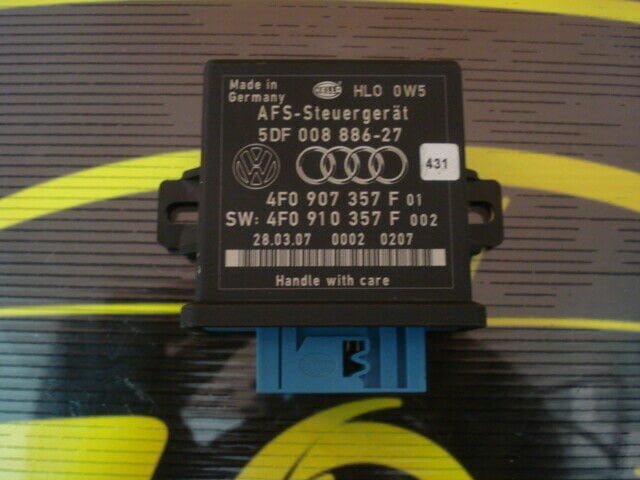 Made in
Germany
HELLA
HLO 0W5
AFS-Steuergerät
5DF 008 886-27
431
4F0 907 357 F 01
SW: 4F0 910 357 F 002
28.03.07 0002 0207
Handle with care